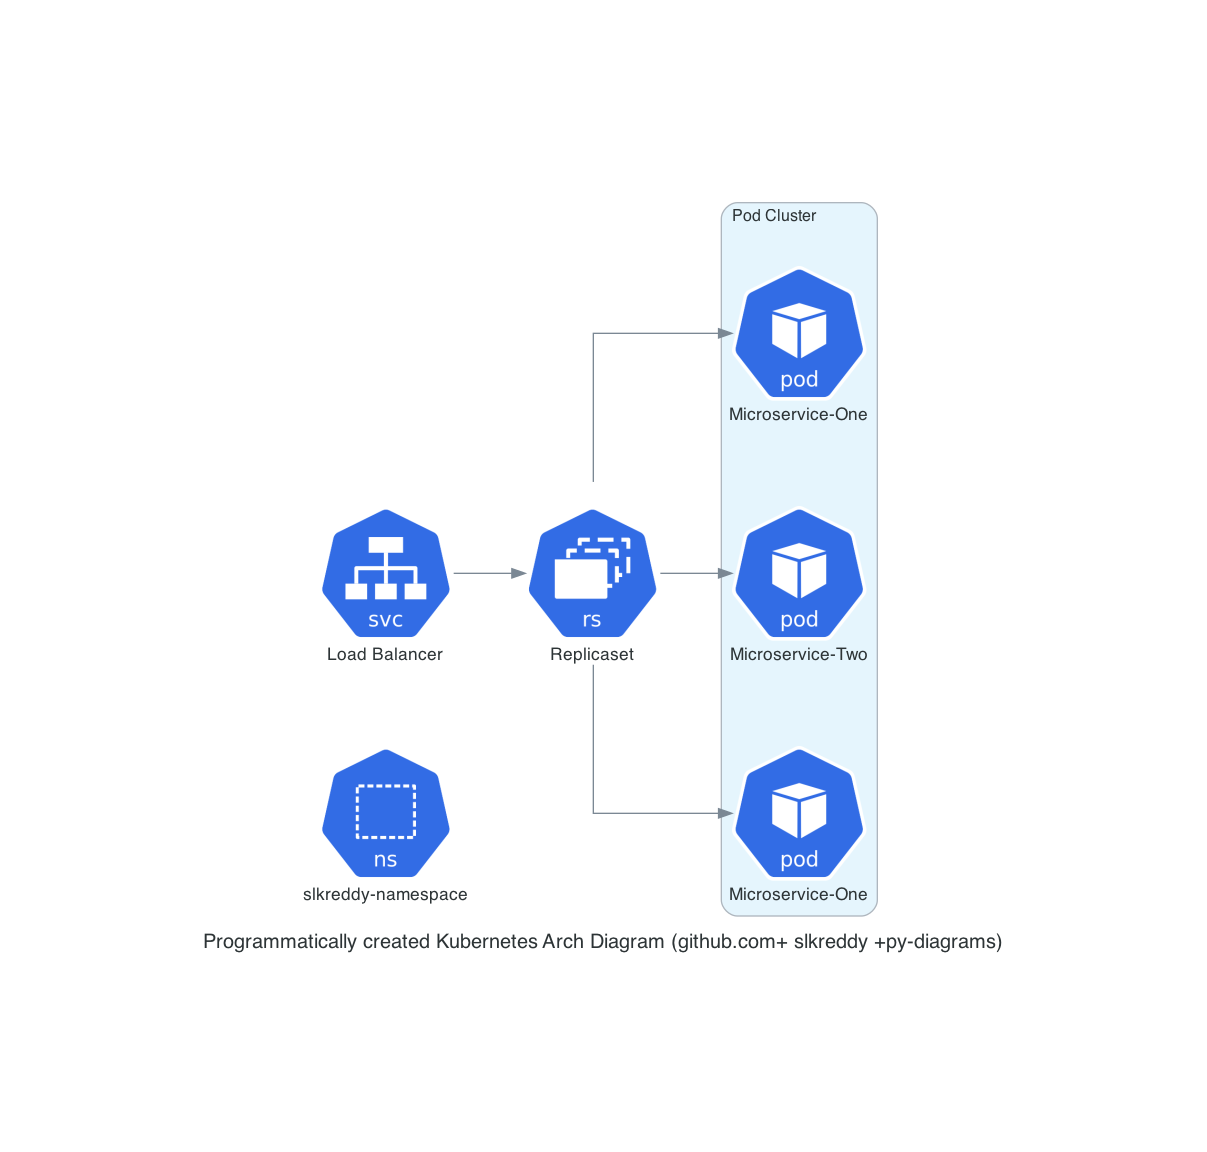 Pod Cluster
pod
Microservice-One
svc
Load Balancer
rs
Replicaset
pod
Microservice-Two
ns
slkreddy-namespace
pod
Microservice-One
Programmatically created Kubernetes Arch Diagram (github.com+ slkreddy +py-diagrams)